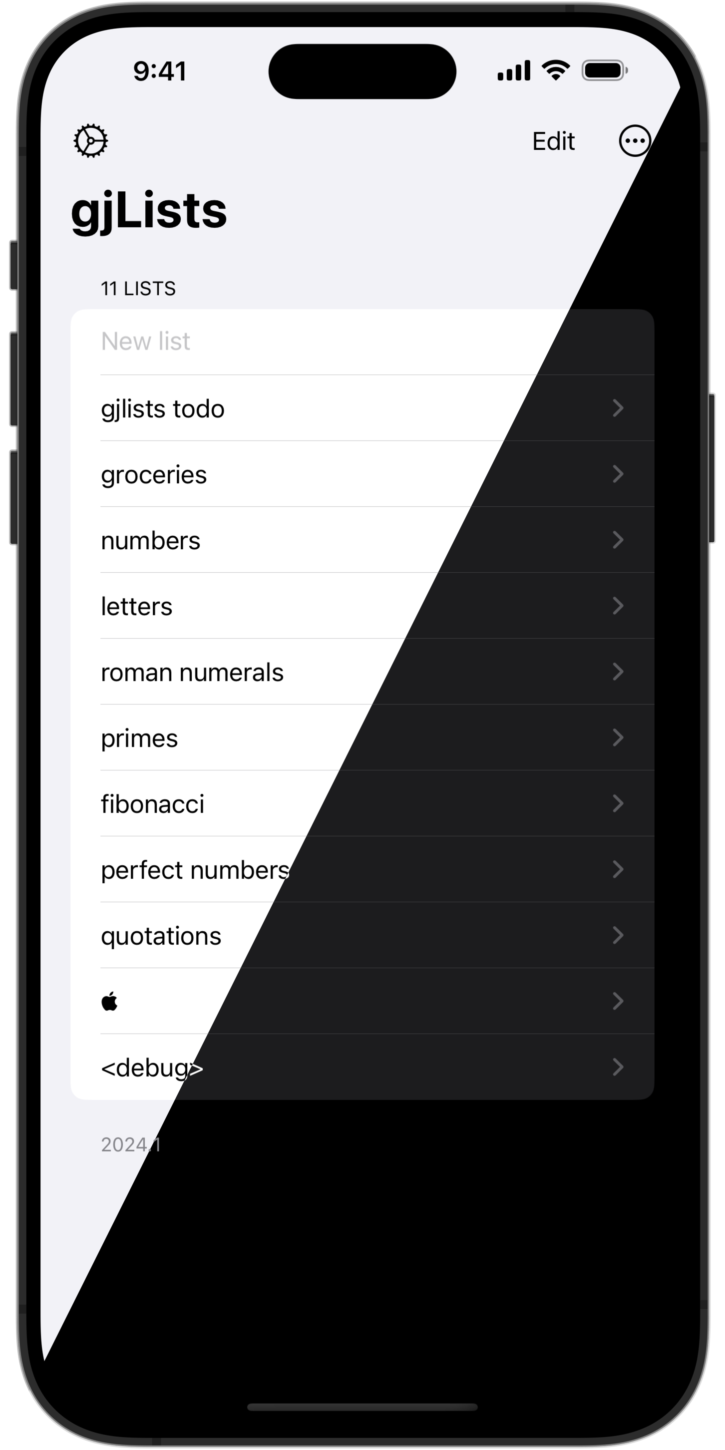 9:41
Edit
gjLists
11 LISTS
New list
gjlists todo
groceries
numbers
letters
roman numerals
primes
fibonacci
perfect numbers
quotations

<debug>
2024.1